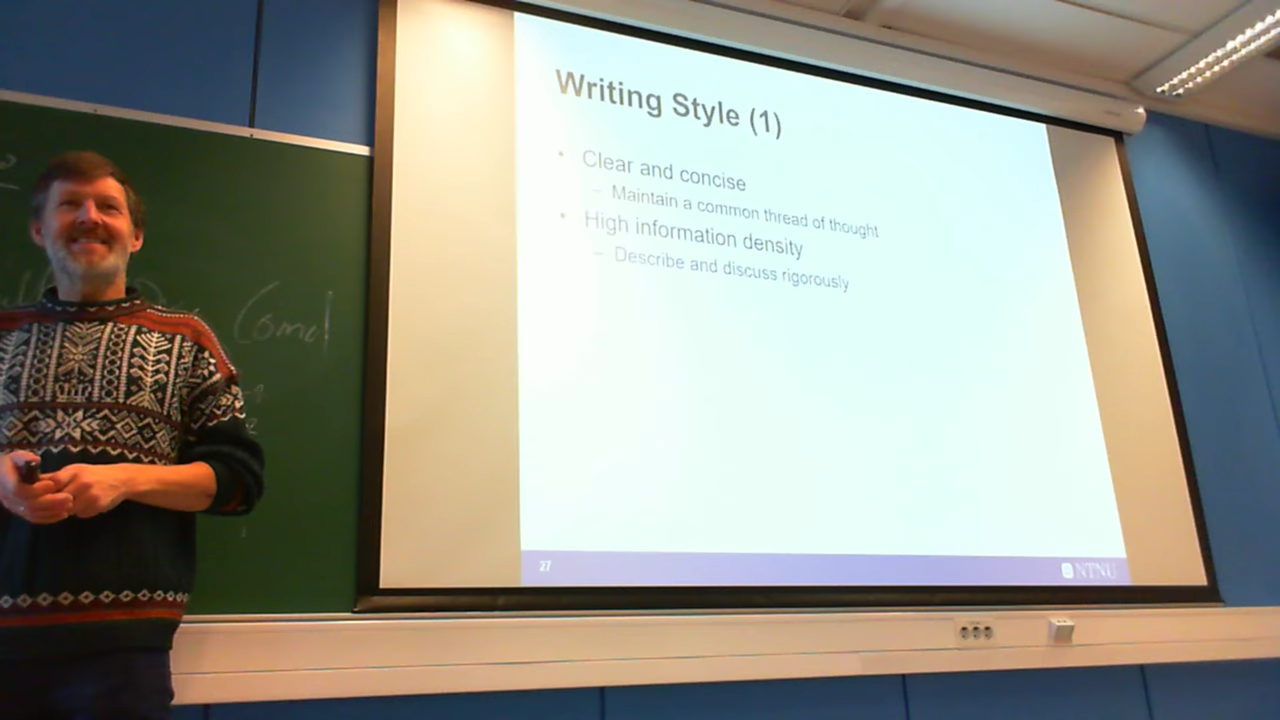 Writing Style (1)
• Clear and concise
– Maintain a common thread of thought
• High information density
– Describe and discuss rigorously
27
NTNU